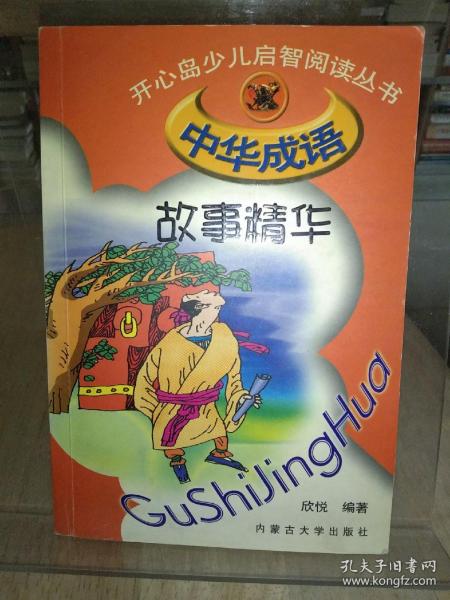 开心岛少儿启智阅读丛书
中华成语
故事精华
GuShiJingHua
欣悦 编著
内蒙古大学出版社
孔夫子旧书网
www.kongfz.com